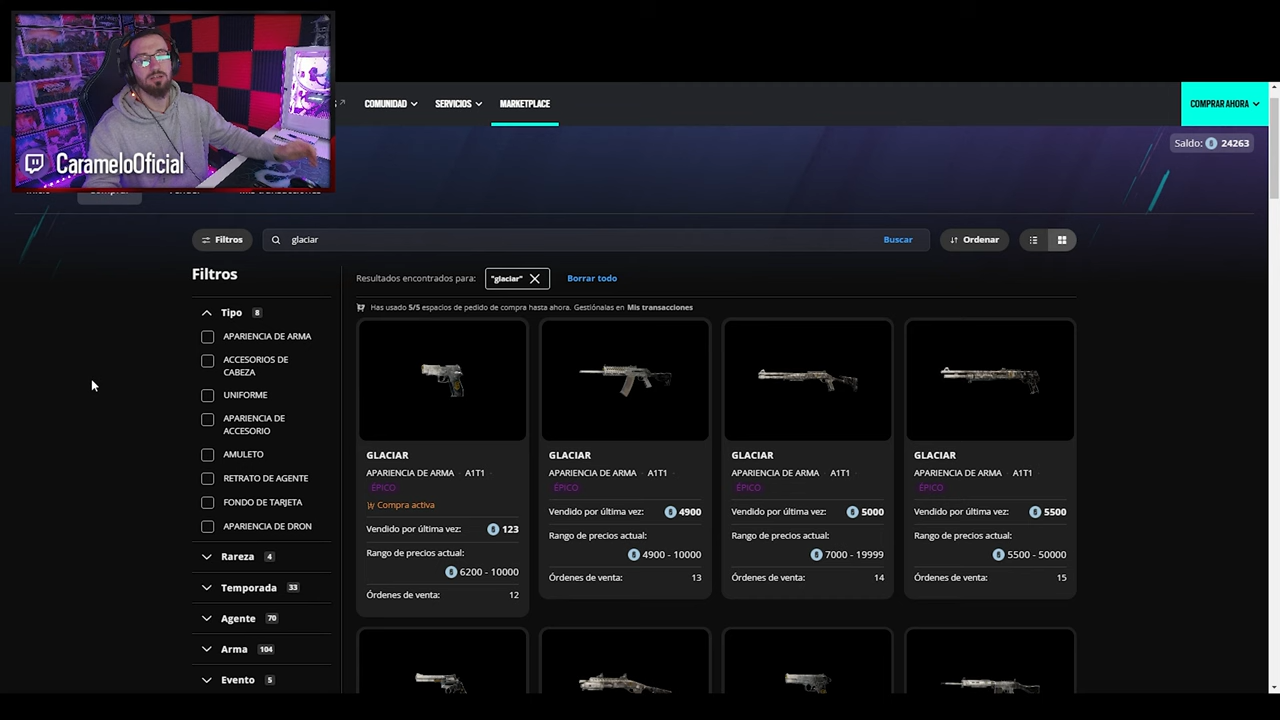 CarameloOficial
COMUNIDAD
SERVICIOS
MARKETPLACE
COMPRAR AHORA
Saldo: 24263
Filtros
glaciar
Buscar
Ordenar
Filtros
Resultados encontrados para:
"glaciar"
Borrar todo
Has usado 5/5 espacios de pedido de compra hasta ahora. Gestiónalas en Mis transacciones
Tipo 8
APARIENCIA DE ARMA
ACCESORIOS DE
CABEZA
UNIFORME
APARIENCIA DE
ACCESORIO
AMULETO
RETRATO DE AGENTE
FONDO DE TARJETA
APARIENCIA DE DRON
Rareza 4
Temporada 33
Agente 70
Arma 104
Evento 5
GLACIAR
APARIENCIA DE ARMA · A1T1 ·
ÉPICO
Compra activa
Vendido por última vez: 123
Rango de precios actual:
6200 - 10000
Órdenes de venta: 12
GLACIAR
APARIENCIA DE ARMA · A1T1 ·
ÉPICO
Vendido por última vez: 4900
Rango de precios actual:
4900 - 10000
Órdenes de venta: 13
GLACIAR
APARIENCIA DE ARMA · A1T1 ·
ÉPICO
Vendido por última vez: 5000
Rango de precios actual:
7000 - 19999
Órdenes de venta: 14
GLACIAR
APARIENCIA DE ARMA · A1T1 ·
ÉPICO
Vendido por última vez: 5500
Rango de precios actual:
5500 - 50000
Órdenes de venta: 15